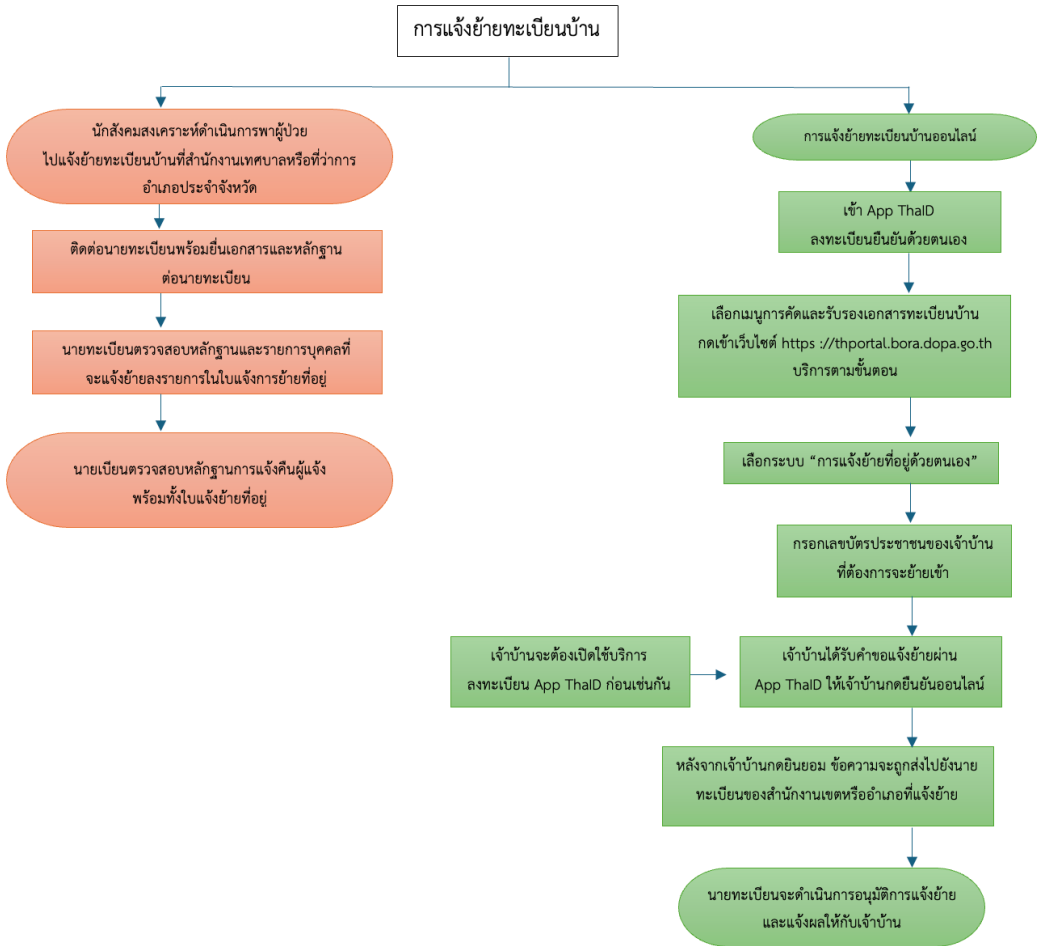 การแจ้งย้ายทะเบียนบ้าน
นักสังคมสงเคราะห์ดำเนินการพาผู้ป่วย
ไปแจ้งย้ายทะเบียนบ้านที่สำนักงานเทศบาลหรือที่ว่าการ
อำเภอประจำจังหวัด
ติดต่อนายทะเบียนพร้อมยื่นเอกสารและหลักฐาน
ต่อนายทะเบียน
นายทะเบียนตรวจสอบหลักฐานและรายการบุคคลที่
จะแจ้งย้ายลงรายการในใบแจ้งการย้ายที่อยู่
นายเบียนตรวจสอบหลักฐานการแจ้งคืนผู้แจ้ง
พร้อมทั้งใบแจ้งย้ายที่อยู่
การแจ้งย้ายทะเบียนบ้านออนไลน์
เข้า App ThaID
ลงทะเบียนยืนยันด้วยตนเอง
เลือกเมนูการคัดและรับรองเอกสารทะเบียนบ้าน
กดเข้าเว็บไซต์ https ://thportal.bora.dopa.go.th
บริการตามขั้นตอน
เลือกระบบ “การแจ้งย้ายที่อยู่ด้วยตนเอง”
กรอกเลขบัตรประชาชนของเจ้าบ้าน
ที่ต้องการจะย้ายเข้า
เจ้าบ้านจะต้องเปิดใช้บริการ
ลงทะเบียน App ThaID ก่อนเช่นกัน
เจ้าบ้านได้รับคำขอแจ้งย้ายผ่าน
App ThaID ให้เจ้าบ้านกดยืนยันออนไลน์
หลังจากเจ้าบ้านกดยินยอม ข้อความจะถูกส่งไปยังนาย
ทะเบียนของสำนักงานเขตหรืออำเภอที่แจ้งย้าย
นายทะเบียนจะดำเนินการอนุมัติการแจ้งย้าย
และแจ้งผลให้กับเจ้าบ้าน